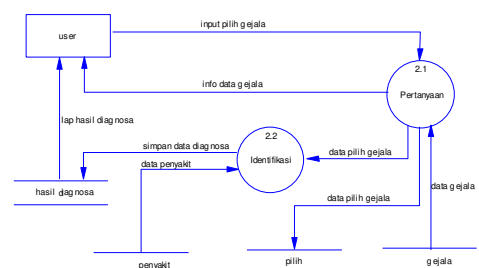 input pilih gejala
user
2.1
Pertanyaan
info data gejala
lap hasil diagnosa
2.2
Identifikasi
simpan data diagnosa
data pilih gejala
data penyakit
data gejala
hasil diagnosa
data pilih gejala
penyakit
pilih
gejala